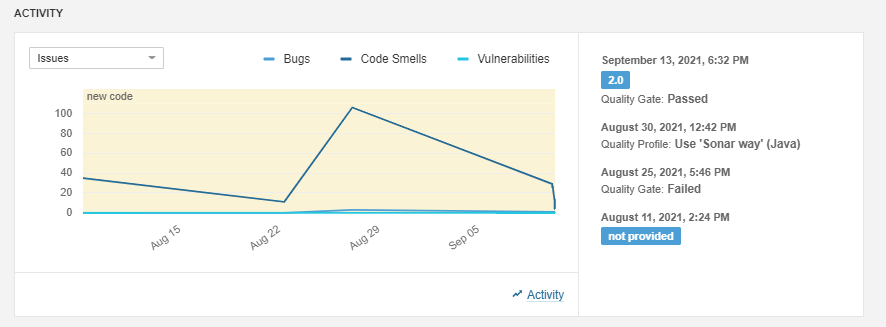 ACTIVITY
Issues
Bugs
Code Smells
Vulnerabilities
new code
100
80
60
40
20
0
Aug 15
Aug 22
Aug 29
Sep 05
Activity
September 13, 2021, 6:32 PM
2.0
Quality Gate: Passed
August 30, 2021, 12:42 PM
Quality Profile: Use 'Sonar way' (Java)
August 25, 2021, 5:46 PM
Quality Gate: Failed
August 11, 2021, 2:24 PM
not provided